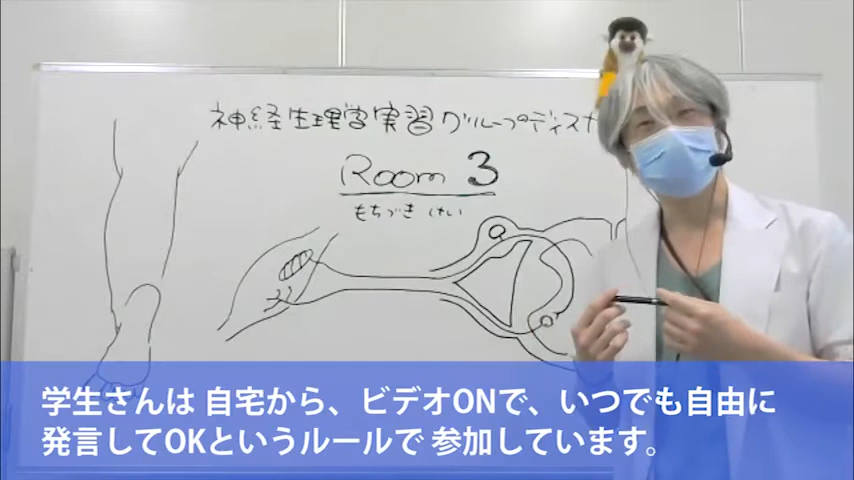 神経生理学実習グループディスカ
Room 3
もちづき けい
学生さんは 自宅から、ビデオONで、いつでも自由に
発言してOKというルールで 参加しています。